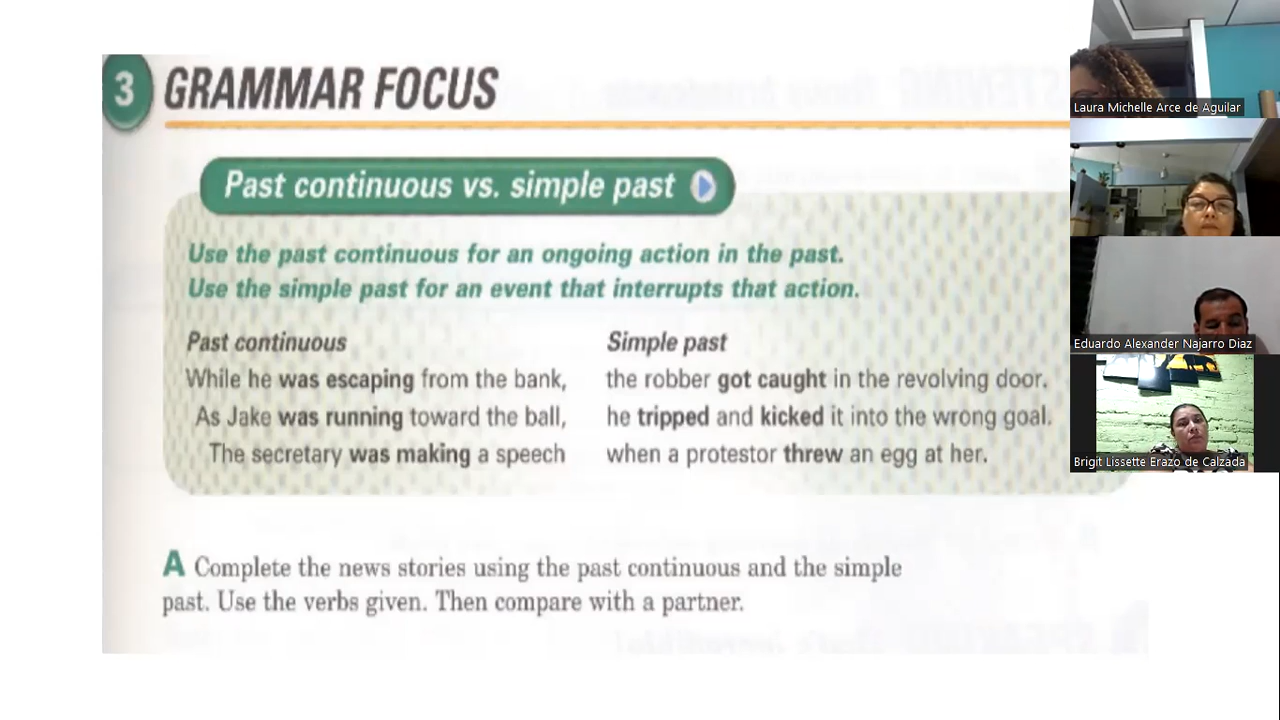 3 GRAMMAR FOCUS
Past continuous vs. simple past
Use the past continuous for an ongoing action in the past.
Use the simple past for an event that interrupts that action.
Past continuous Simple past
While he was escaping from the bank, the robber got caught in the revolving door.
As Jake was running toward the ball, he tripped and kicked it into the wrong goal.
The secretary was making a speech when a protestor threw an egg at her.
A Complete the news stories using the past continuous and the simple
past. Use the verbs given. Then compare with a partner.
Laura Michelle Arce de Aguilar
Eduardo Alexander Najarro Diaz
Brigit Lissette Erazo de Calzada